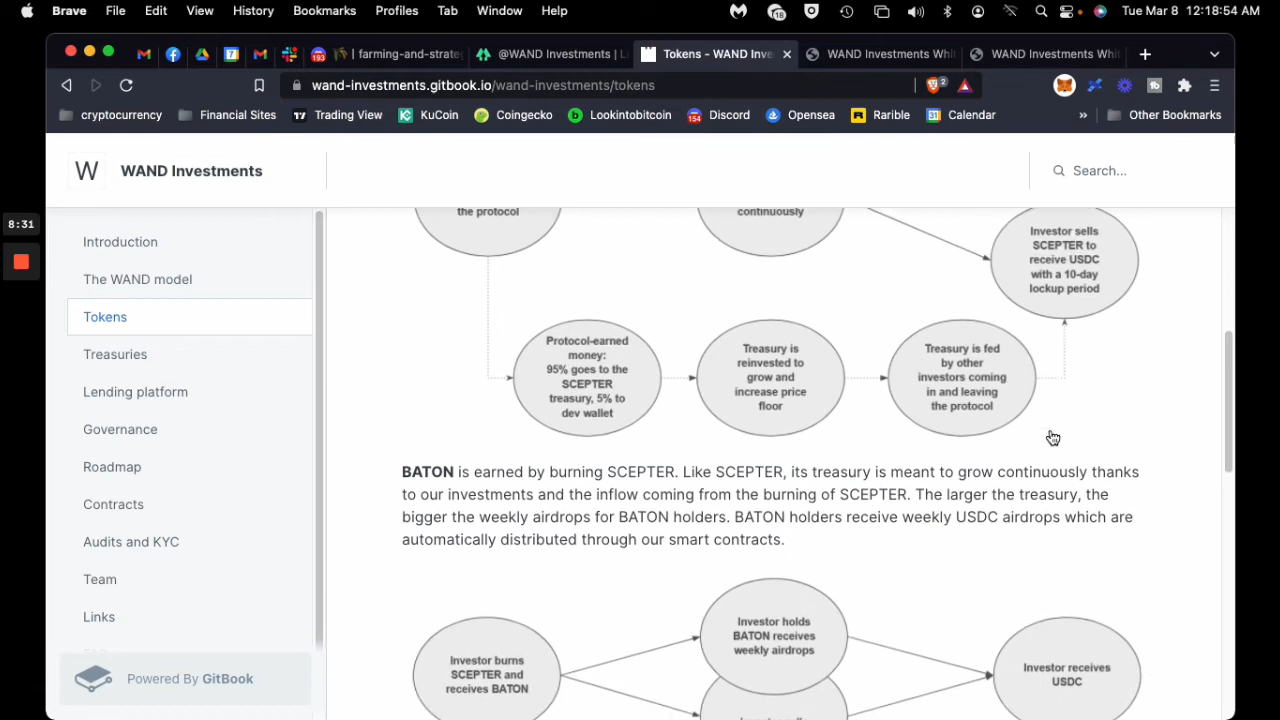 Brave File Edit View History Bookmarks Profiles Tab Window Help 18 Tue Mar 8 12:18:54 AM
193 | farming-and-strate @WAND Investments | L Tokens - WAND Inve WAND Investments Whit WAND Investments Whit
wand-investments.gitbook.io/wand-investments/tokens 2
cryptocurrency Financial Sites Trading View KuCoin Coingecko Lookintobitcoin 154 Discord Opensea Rarible 31 Calendar » Other Bookmarks
W WAND Investments Search...
8:31
Introduction
The WAND model
Tokens
Treasuries
Lending platform
Governance
Roadmap
Contracts
Audits and KYC
Team
Links
Powered By GitBook
the protocol
continuously
Investor sells
SCEPTER to
receive USDC
with a 10-day
lockup period
Protocol-earned
money:
95% goes to the
SCEPTER
treasury, 5% to
dev wallet
Treasury is
reinvested to
grow and
increase price
floor
Treasury is fed
by other
investors coming
in and leaving
the protocol
BATON is earned by burning SCEPTER. Like SCEPTER, its treasury is meant to grow continuously thanks
to our investments and the inflow coming from the burning of SCEPTER. The larger the treasury, the
bigger the weekly airdrops for BATON holders. BATON holders receive weekly USDC airdrops which are
automatically distributed through our smart contracts.
Investor burns
SCEPTER and
receives BATON
Investor holds
BATON receives
weekly airdrops
Investor receives
USDC